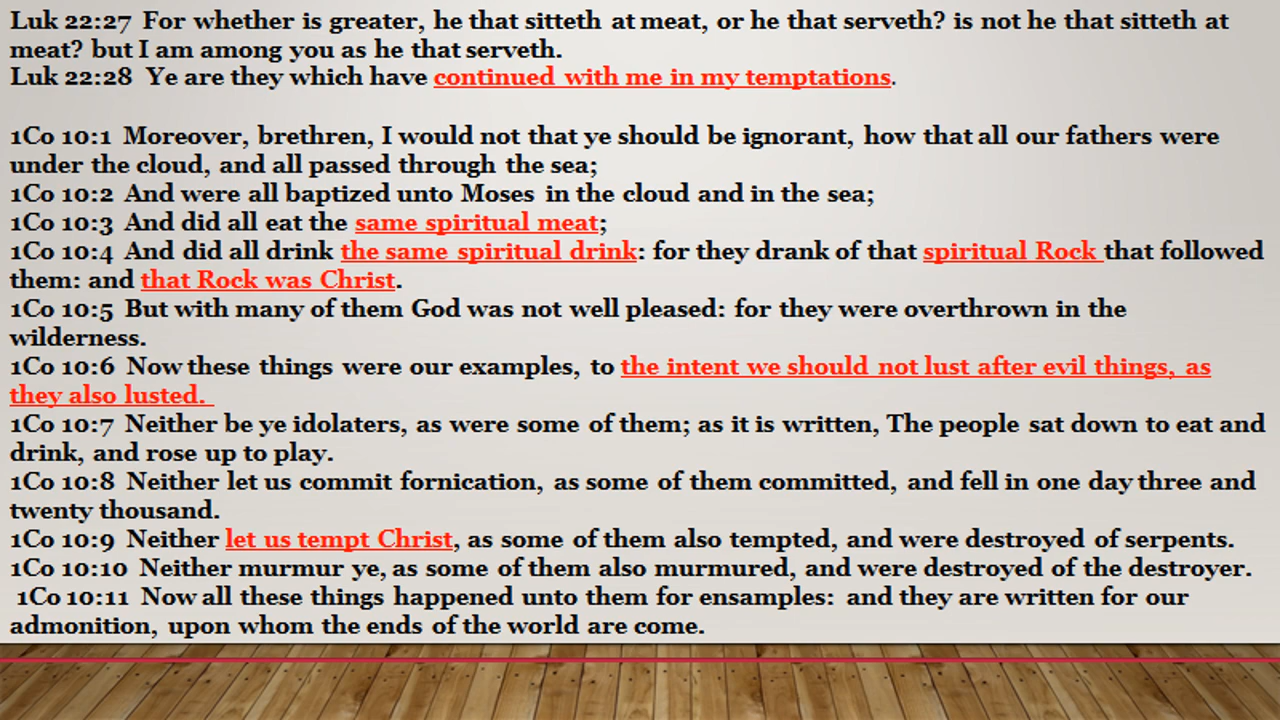 Luk 22:27 For whether is greater, he that sitteth at meat, or he that serveth? is not he that sitteth at
meat? but I am among you as he that serveth.
Luk 22:28 Ye are they which have continued with me in my temptations.
1Co 10:1 Moreover, brethren, I would not that ye should be ignorant, how that all our fathers were
under the cloud, and all passed through the sea;
1Co 10:2 And were all baptized unto Moses in the cloud and in the sea;
1Co 10:3 And did all eat the same spiritual meat;
1Co 10:4 And did all drink the same spiritual drink: for they drank of that spiritual Rock that followed
them: and that Rock was Christ.
1Co 10:5 But with many of them God was not well pleased: for they were overthrown in the
wilderness.
1Co 10:6 Now these things were our examples, to the intent we should not lust after evil things, as
they also lusted.
1Co 10:7 Neither be ye idolaters, as were some of them; as it is written, The people sat down to eat and
drink, and rose up to play.
1Co 10:8 Neither let us commit fornication, as some of them committed, and fell in one day three and
twenty thousand.
1Co 10:9 Neither let us tempt Christ, as some of them also tempted, and were destroyed of serpents.
1Co 10:10 Neither murmur ye, as some of them also murmured, and were destroyed of the destroyer.
1Co 10:11 Now all these things happened unto them for ensamples: and they are written for our
admonition, upon whom the ends of the world are come.